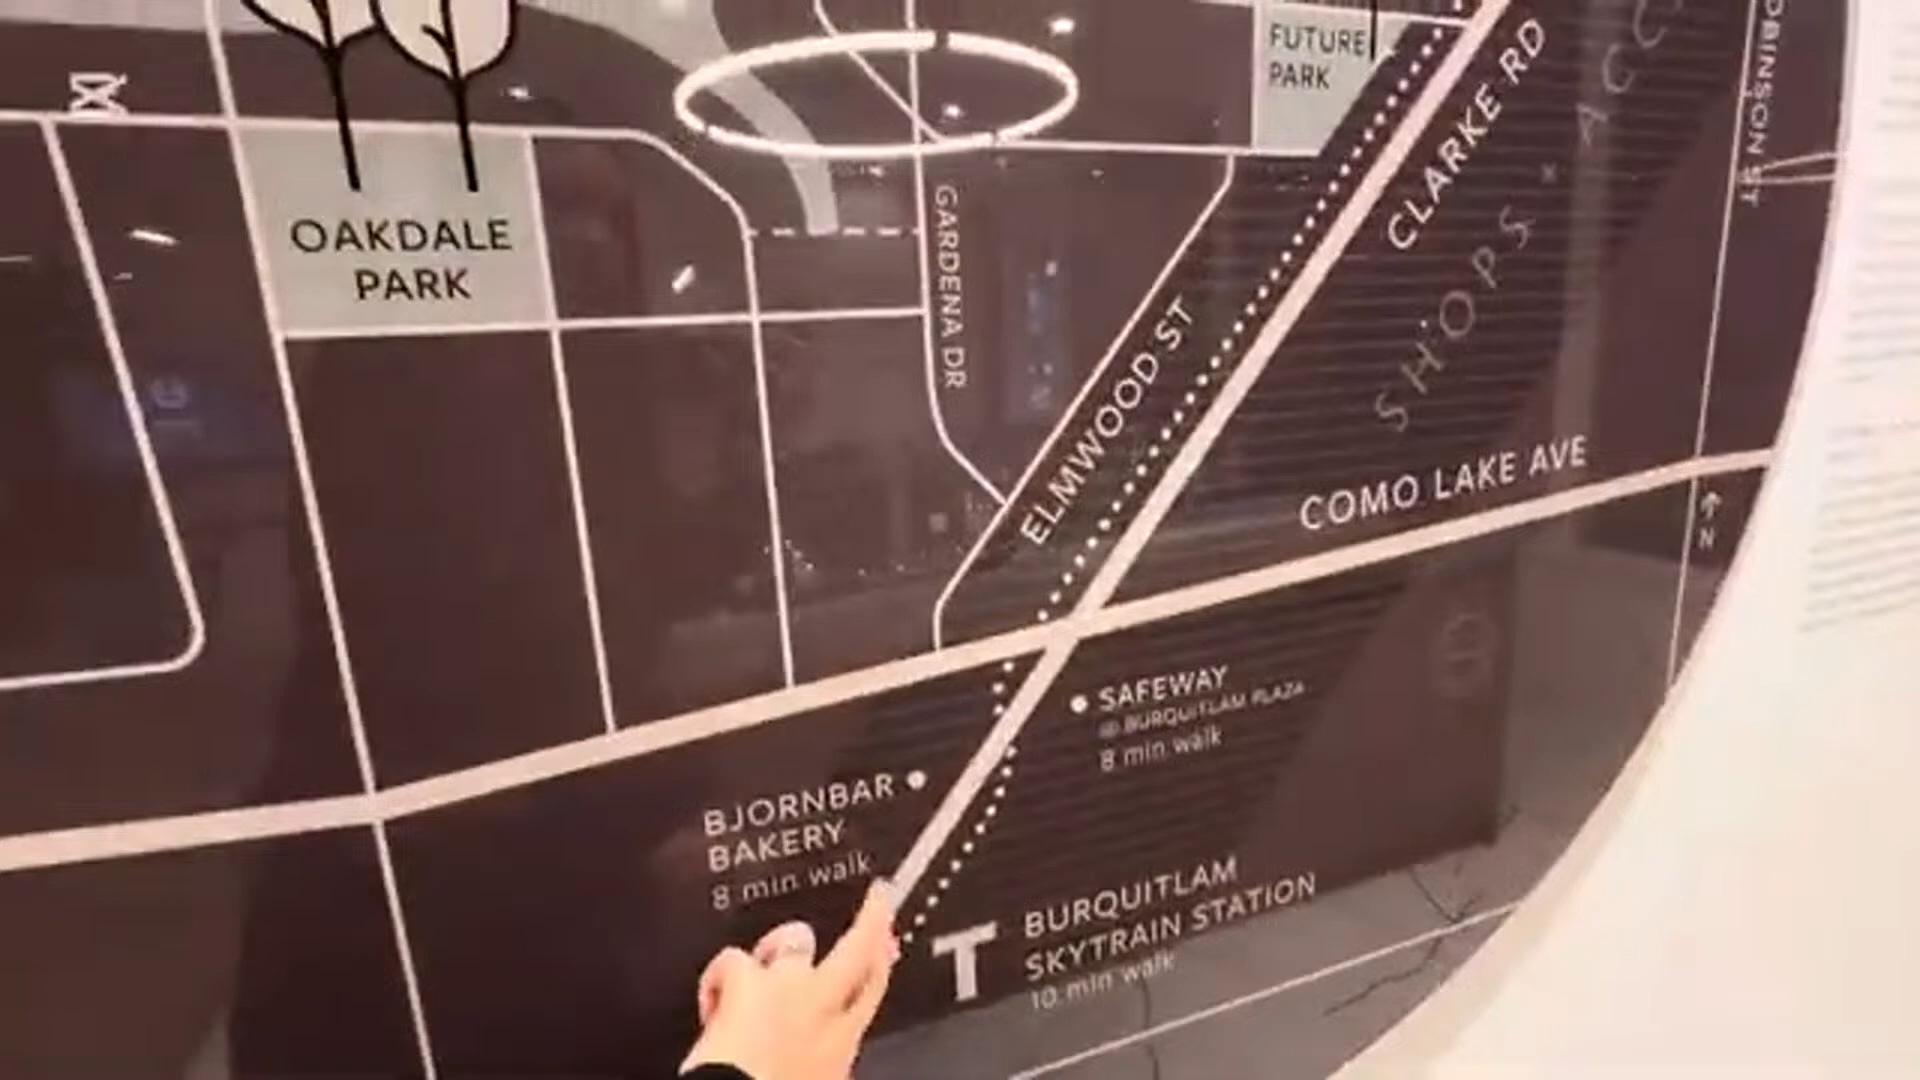 FUTURE
PARK
CLARKE RD
OAKDALE
PARK
GARDENA DR
ELMWOOD ST
SHOPS
COMO LAKE AVE
N
SAFEWAY
@ BURQUITLAM PLAZA
8 min walk
BJORNBAR
BAKERY
8 min walk
T
BURQUITLAM
SKYTRAIN STATION
10 min walk